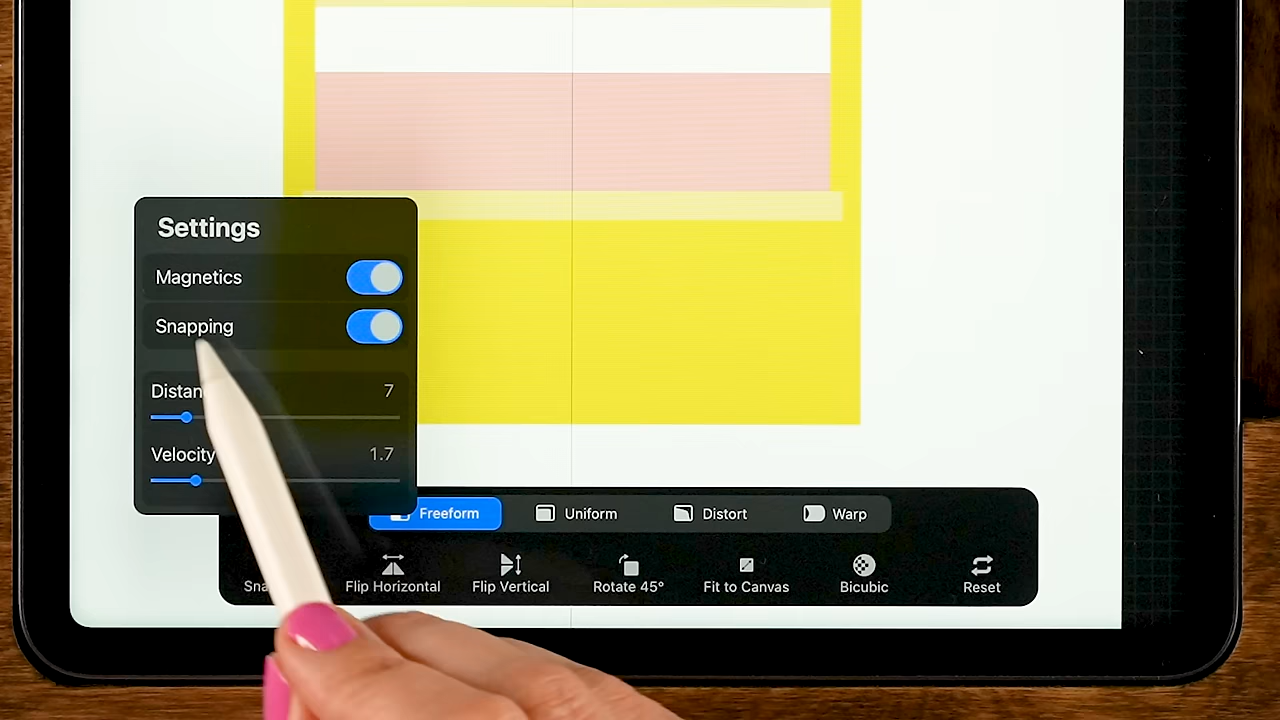 Settings
Magnetics
Snapping
7
Velocity 1.7
Freeform Uniform Distort Warp
Flip Horizontal Flip Vertical Rotate 45° Fit to Canvas Bicubic Reset